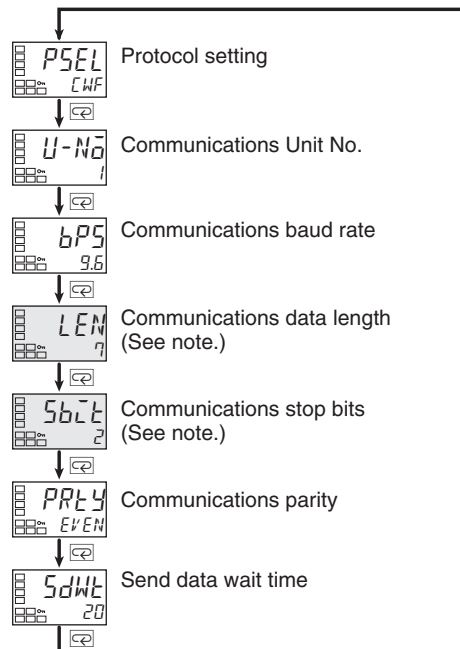 PSEL
CWF
Protocol setting
U-No
1
Communications Unit No.
bPS
9.6
Communications baud rate
LEN
7
Communications data length
(See note.)
Sbit
2
Communications stop bits
(See note.)
PRtY
EVEN
Communications parity
SdWt
20
Send data wait time